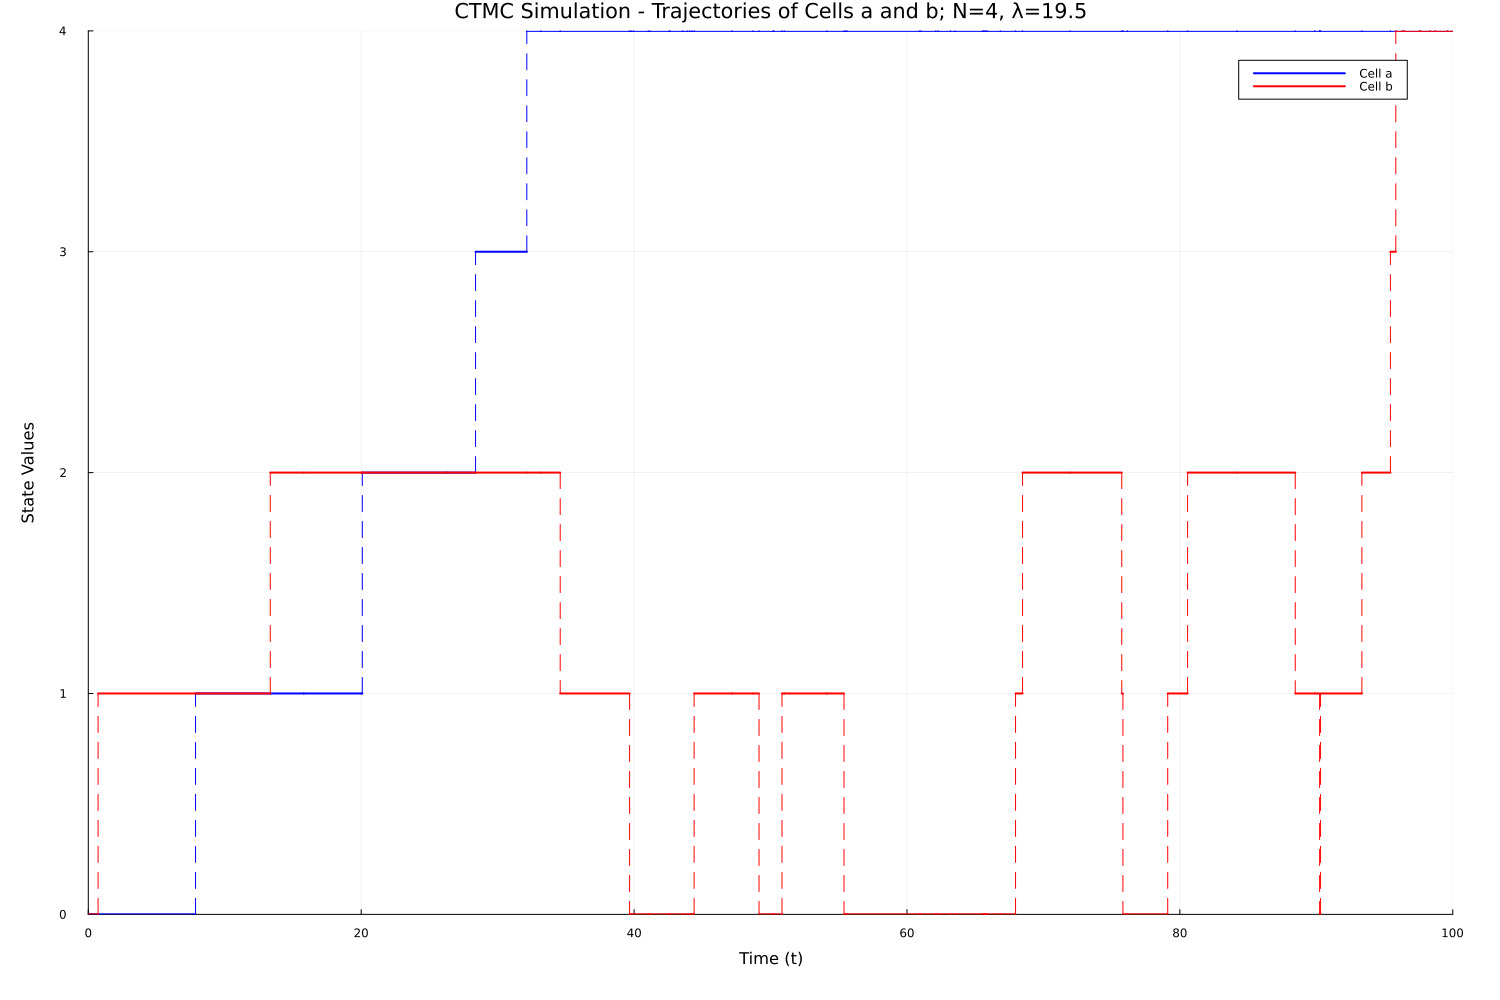 CTMC Simulation - Trajectories of Cells a and b; N=4, λ=19.5
4
Cell a
Cell b
3
State Values
2
1
0
0 20 40 60 80 100
Time (t)